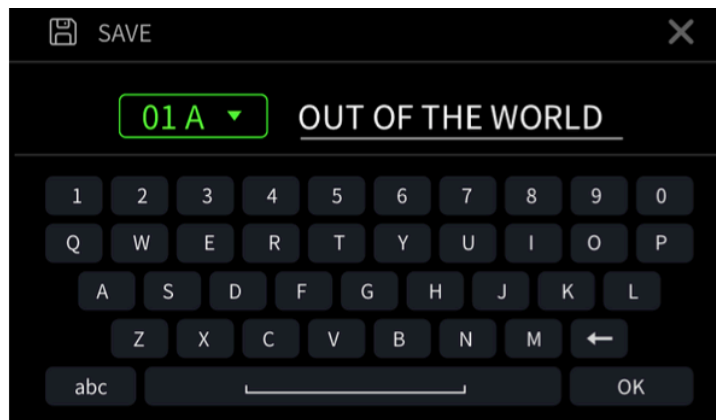 SAVE
01 A OUT OF THE WORLD
1 2 3 4 5 6 7 8 9 0
Q W E R T Y U I O P
A S D F G H J K L
Z X C V B N M
abc OK